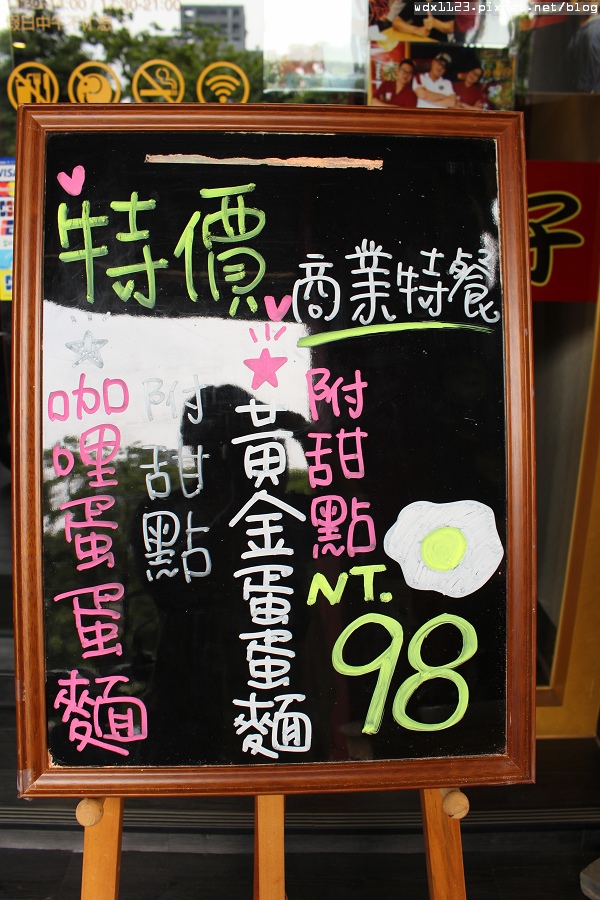 wdx1123.pixnet.net/blog
特價
商業特餐
附甜點
黃金蛋蛋麵
NT.
98
附甜點
咖哩蛋蛋麵
VISA